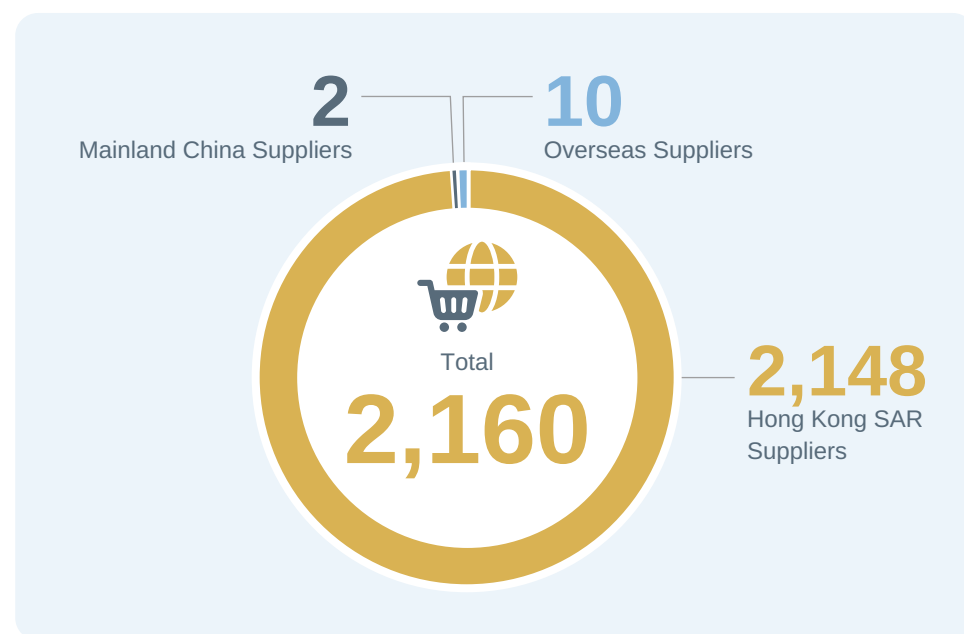 2
Mainland China Suppliers
10
Overseas Suppliers
Total
2,160
2,148
Hong Kong SAR
Suppliers